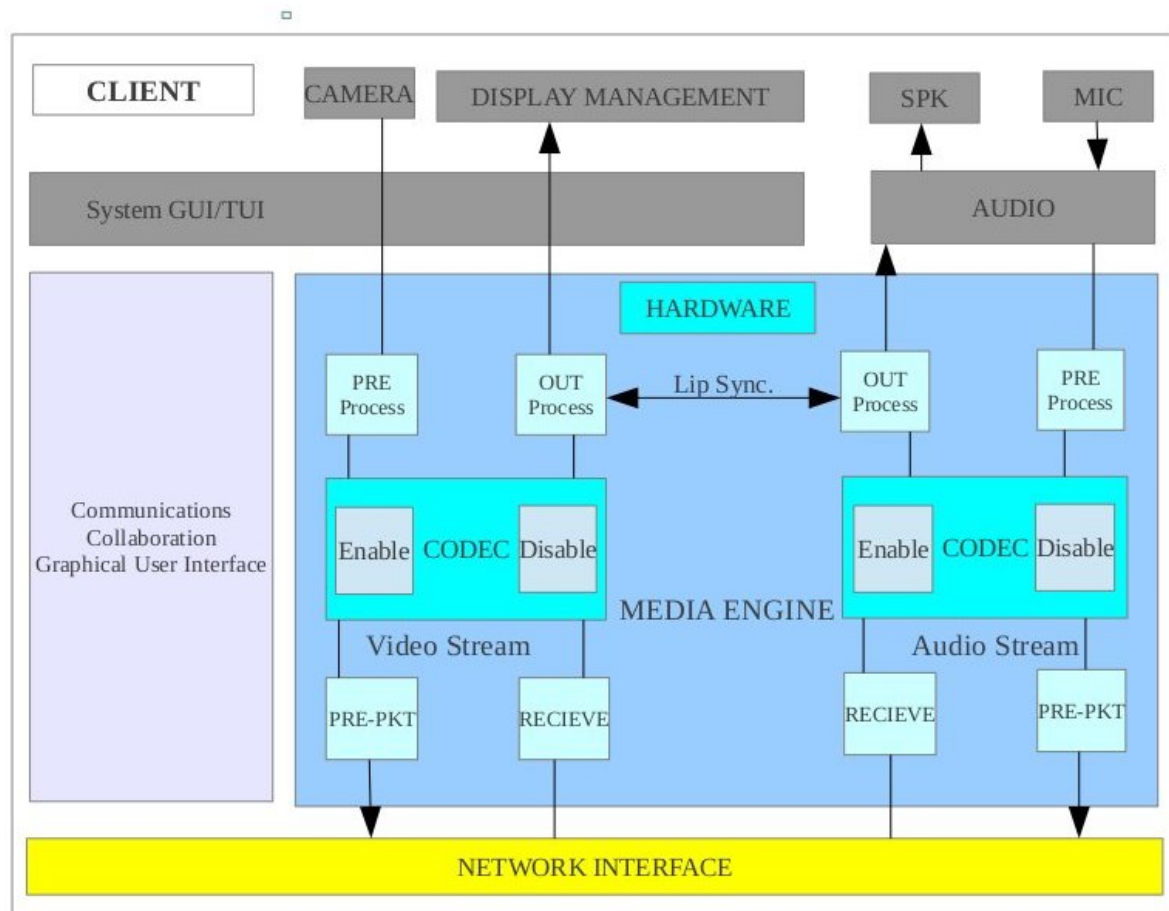 CLIENT
CAMERA
DISPLAY MANAGEMENT
SPK
MIC
System GUI/TUI
AUDIO
HARDWARE
PRE
Process
OUT
Process
Lip Sync.
OUT
Process
PRE
Process
Communications
Collaboration
Graphical User Interface
Enable
CODEC
Disable
Enable
CODEC
Disable
MEDIA ENGINE
Video Stream
Audio Stream
PRE-PKT
RECIEVE
RECIEVE
PRE-PKT
NETWORK INTERFACE